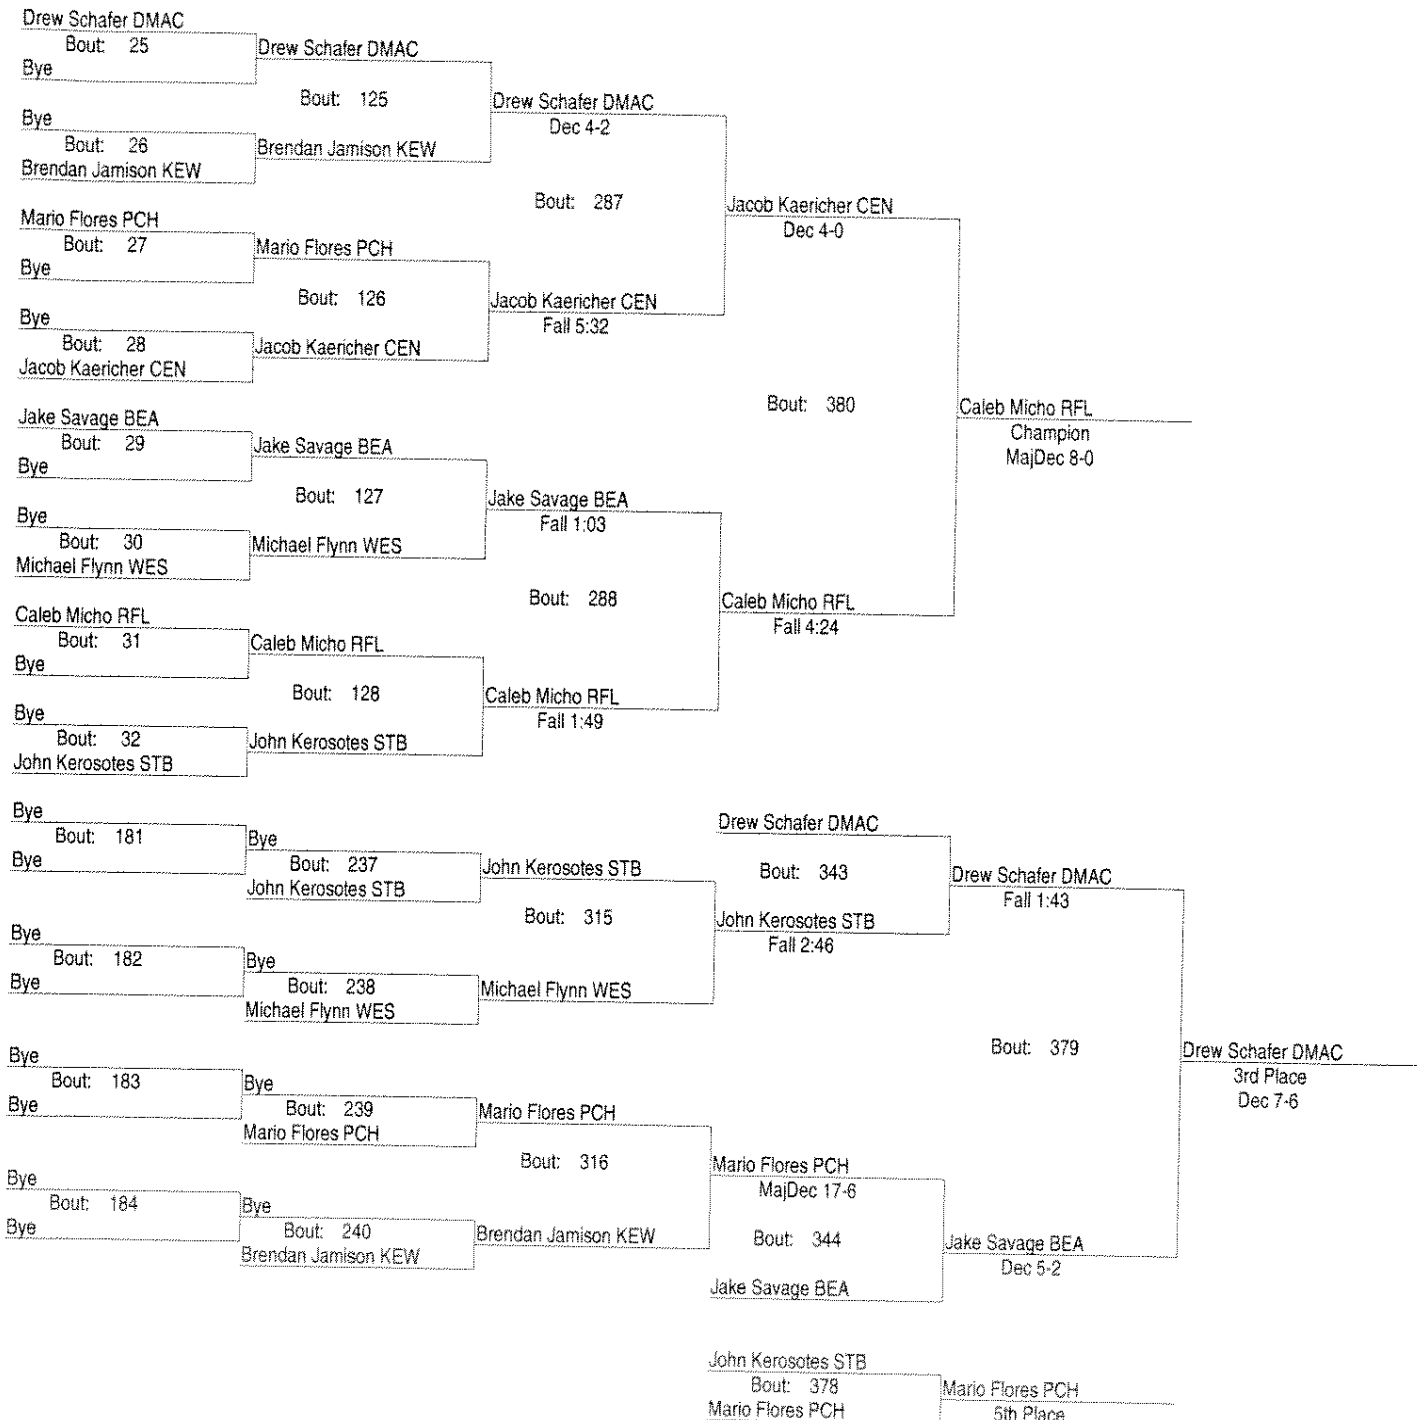 Drew Schafer DMAC
Bout: 25
Bye
Drew Schafer DMAC
Bout: 125
Bye
Bout: 26
Brendan Jamison KEW
Brendan Jamison KEW
Drew Schafer DMAC
Dec 4-2
Bout: 287
Mario Flores PCH
Bout: 27
Bye
Mario Flores PCH
Bout: 126
Bye
Bout: 28
Jacob Kaericher CEN
Jacob Kaericher CEN
Jacob Kaericher CEN
Fall 5:32
Jacob Kaericher CEN
Dec 4-0
Bout: 380
Jake Savage BEA
Bout: 29
Bye
Jake Savage BEA
Bout: 127
Bye
Bout: 30
Michael Flynn WES
Michael Flynn WES
Jake Savage BEA
Fall 1:03
Bout: 288
Caleb Micho RFL
Bout: 31
Bye
Caleb Micho RFL
Bout: 128
Bye
Bout: 32
John Kerosotes STB
John Kerosotes STB
Caleb Micho RFL
Fall 1:49
Caleb Micho RFL
Fall 4:24
Caleb Micho RFL
Champion
MajDec 8-0
Bye
Bout: 181
Bye
Bye
Bout: 237
John Kerosotes STB
John Kerosotes STB
Bout: 315
Bye
Bout: 182
Bye
Bye
Bout: 238
Michael Flynn WES
Michael Flynn WES
Drew Schafer DMAC
Bout: 343
John Kerosotes STB
Fall 2:46
Drew Schafer DMAC
Fall 1:43
Bout: 379
Bye
Bout: 183
Bye
Bye
Bout: 239
Mario Flores PCH
Mario Flores PCH
Bout: 316
Bye
Bout: 184
Bye
Bye
Bout: 240
Brendan Jamison KEW
Brendan Jamison KEW
Mario Flores PCH
MajDec 17-6
Bout: 344
Jake Savage BEA
Jake Savage BEA
Dec 5-2
Drew Schafer DMAC
3rd Place
Dec 7-6
John Kerosotes STB
Bout: 378
Mario Flores PCH
Mario Flores PCH
5th Place